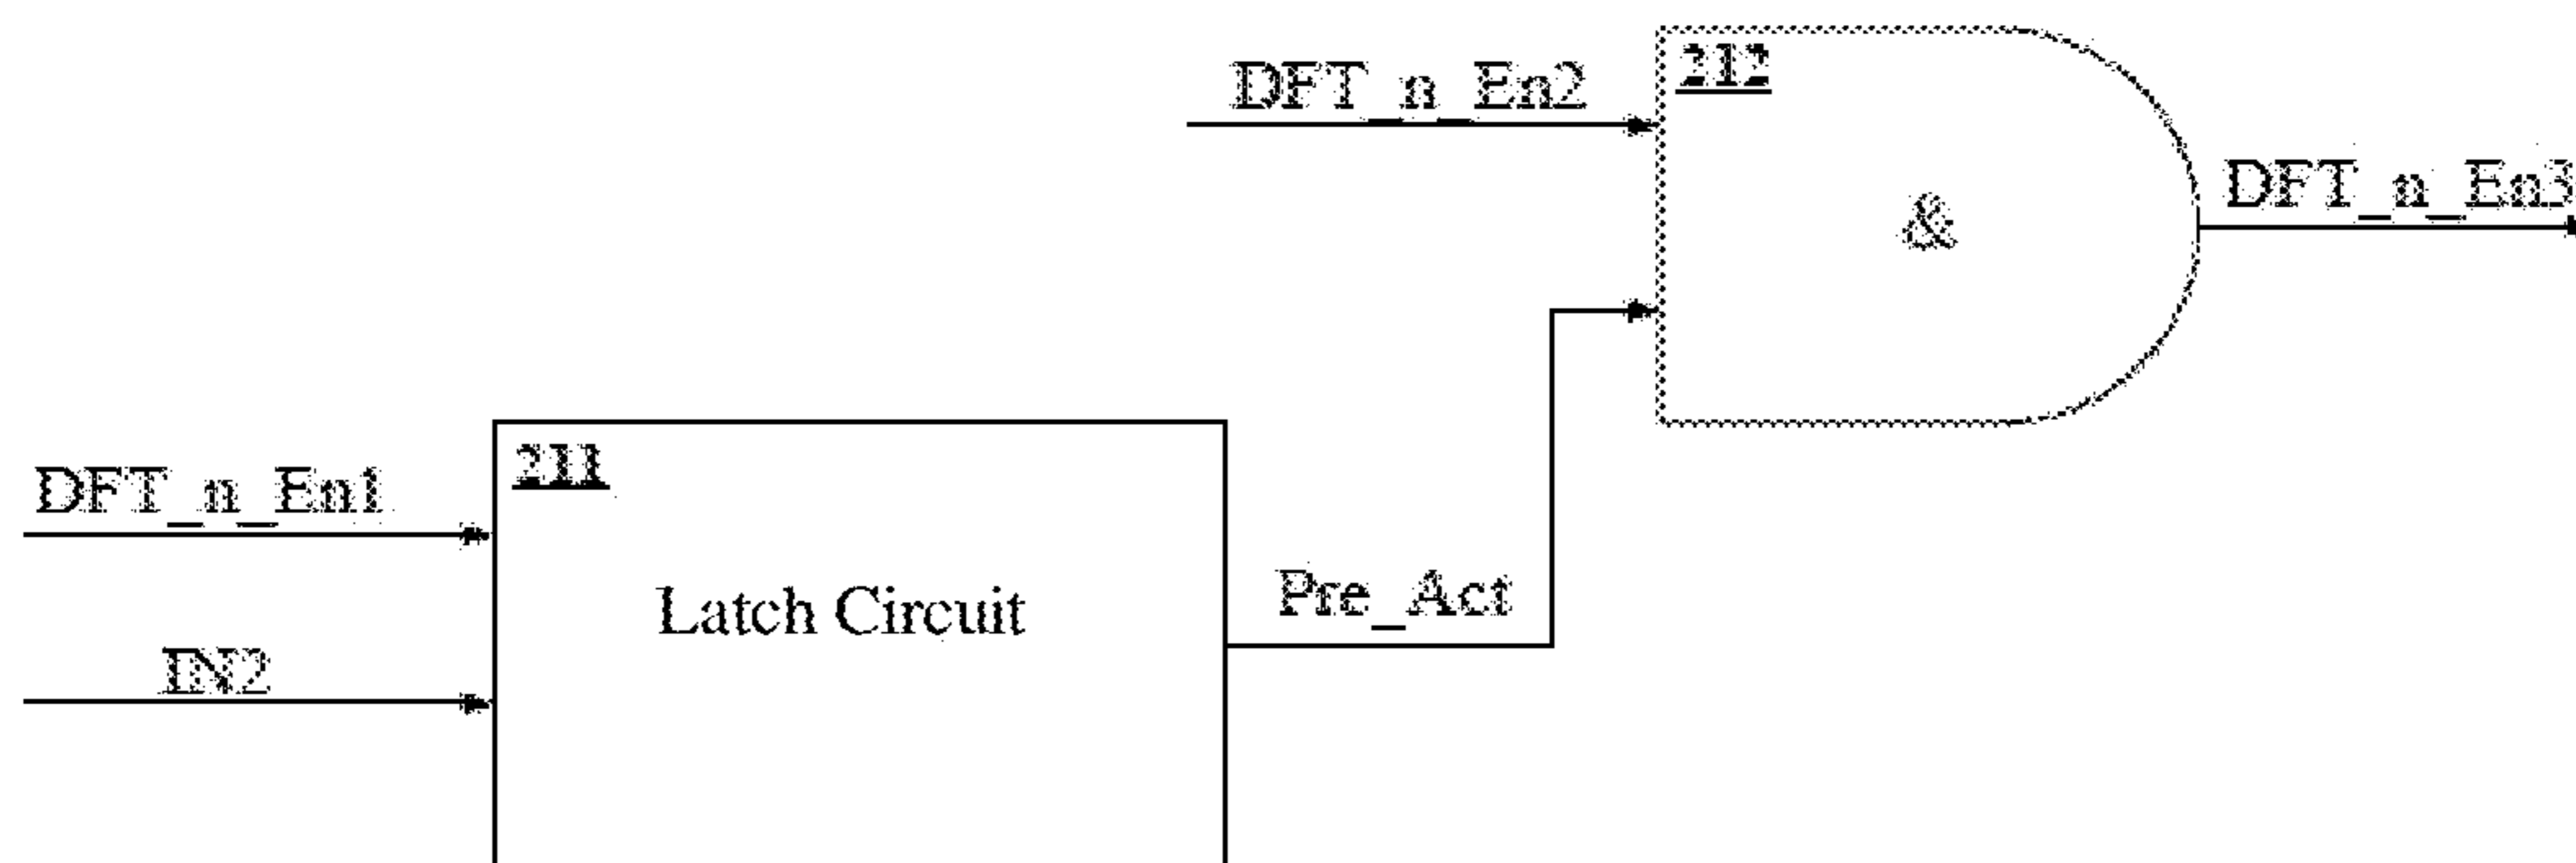 212
DFT_n_En2
DFT_n_En3
&
211
DFT_n_En1
Latch Circuit
Pre_Act
IN2